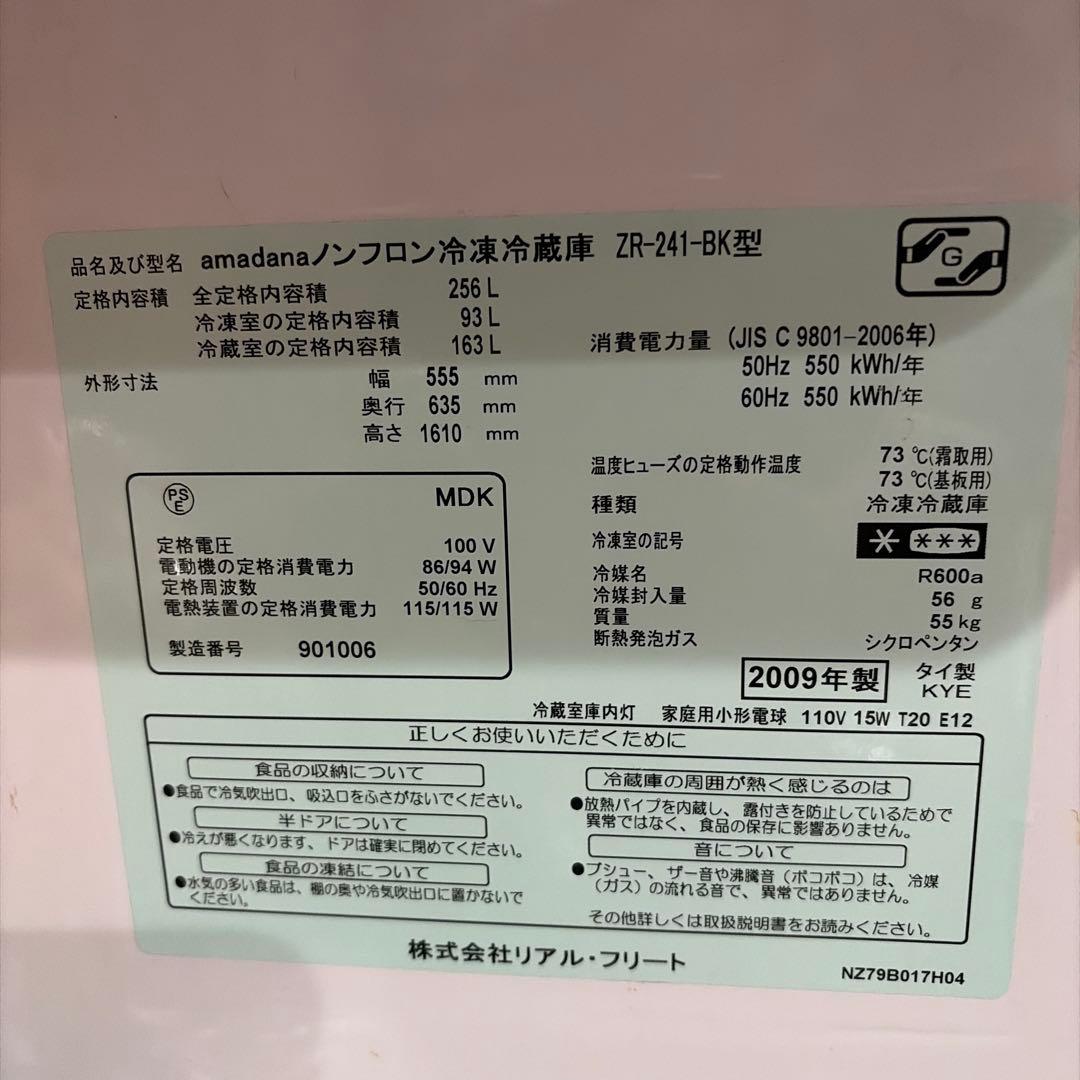 品名及び型名 amadanaノンフロン冷凍冷蔵庫 ZR-241-BK型
G
定格内容積 全定格内容積 256 L
冷凍室の定格内容積 93 L
冷蔵室の定格内容積 163 L
外形寸法 幅 555 mm
奥行 635 mm
高さ 1610 mm
消費電力量 (JIS C 9801-2006年)
50Hz 550 kWh/年
60Hz 550 kWh/年
PS
E
MDK
定格電圧 100 V
電動機の定格消費電力 86/94 W
定格周波数 50/60 Hz
電熱装置の定格消費電力 115/115 W
製造番号 901006
温度ヒューズの定格動作温度 73 ℃(霜取用)
73 ℃(基板用)
種類 冷凍冷蔵庫
冷凍室の記号 * ***
冷媒名 R600a
冷媒封入量 56 g
質量 55 kg
断熱発泡ガス シクロペンタン
2009年製 タイ製
KYE
冷蔵室庫内灯 家庭用小形電球 110V 15W T20 E12
正しくお使いいただくために
食品の収納について
●食品で冷気吹出口、吸込口をふさがないでください。
半ドアについて
●冷えが悪くなります、ドアは確実に閉めてください。
食品の凍結について
●水気の多い食品は、棚の奥や冷気吹出口に置かないで
ください。
冷蔵庫の周囲が熱く感じるのは
●放熱パイプを内蔵し、露付きを防止しているためで
異常ではなく、食品の保存に影響ありません。
音について
●プシュー、ザー音や沸騰音（ポコポコ）は、冷媒
（ガス）の流れる音で、異常ではありません。
その他詳しくは取扱説明書をお読みください。
株式会社リアル・フリート
NZ79B017H04